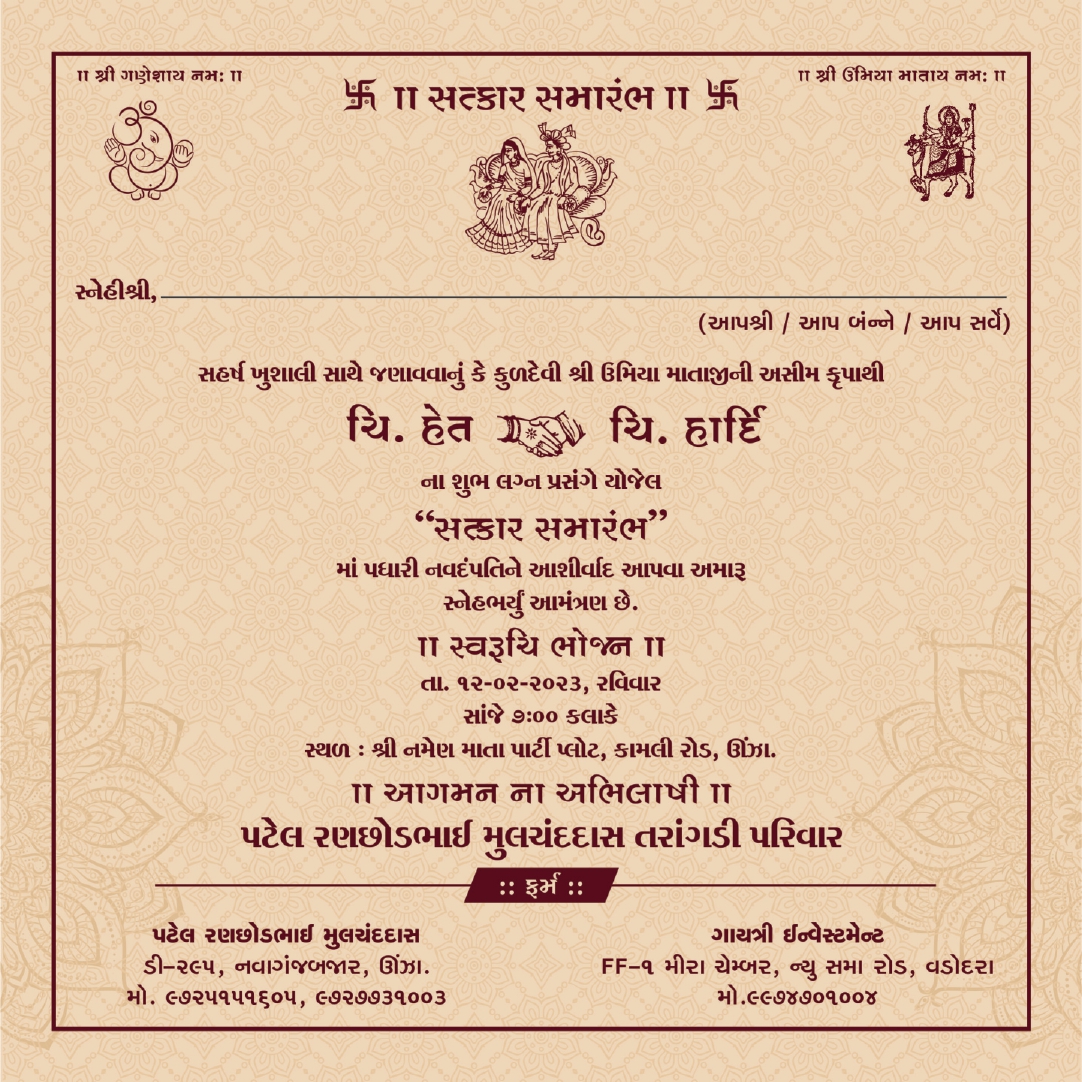 ॥ શ્રી ગણેશાય નમઃ ॥
॥ શ્રી ઉમિયા માતાય નમઃ ॥
卐 ॥ સત્કાર સમારંભ ॥ 卐
સ્નેહીશ્રી,
(આપશ્રી / આપ બંન્ને / આપ સર્વે)
સહર્ષ ખુશાલી સાથે જણાવવાનું કે કુળદેવી શ્રી ઉમિયા માતાજીની અસીમ કૃપાથી
ચિ. હેત ચિ. હાર્દિ
ના શુભ લગ્ન પ્રસંગે યોજેલ
“સત્કાર સમારંભ”
માં પધારી નવદંપતિને આશીર્વાદ આપવા અમારૂ
સ્નેહભર્યું આમંત્રણ છે.
॥ સ્વરૂચિ ભોજન ॥
તા. ૧૨-૦૨-૨૦૨૩, રવિવાર
સાંજે ૭ઃ૦૦ કલાકે
સ્થળ : શ્રી નમેણ માતા પાર્ટી પ્લોટ, કામલી રોડ, ઊંઝા.
॥ આગમન ના અભિલાષી ॥
પટેલ રણછોડભાઈ મુલચંદદાસ તરાંગડી પરિવાર
:: ફર્મ ::
પટેલ રણછોડભાઈ મુલચંદદાસ
ડી–૨૯૫, નવાગંજબજાર, ઊંઝા.
મો. ૯૭૨૫૧૫૧૬૦૫, ૯૭૨૭૭૩૧૦૦૩
ગાયત્રી ઈન્વેસ્ટમેન્ટ
FF–૧ મીરા ચેમ્બર, ન્યુ સમા રોડ, વડોદરા
મો.૯૯૭૪૭૦૧૦૦૪